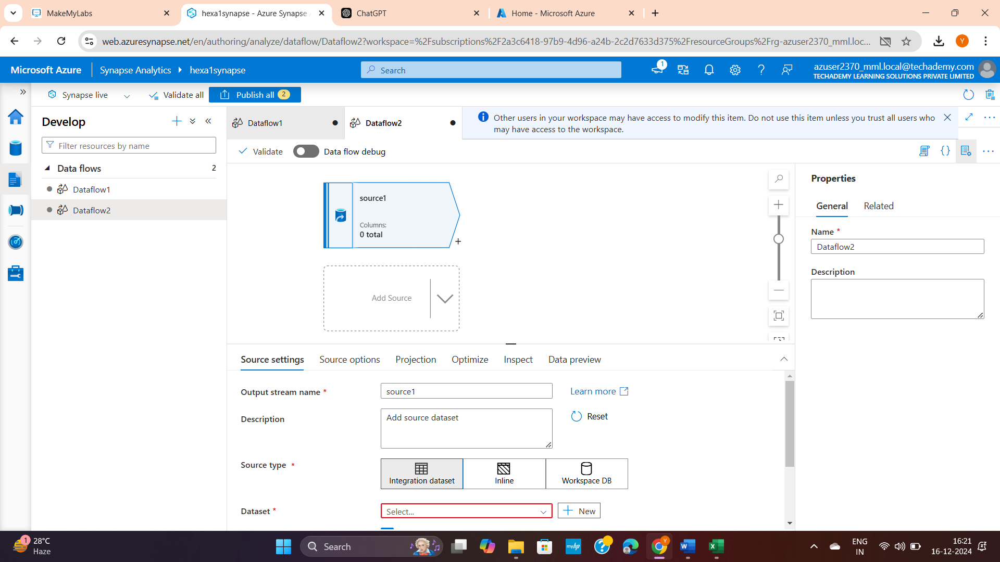 MakeMyLabs
hexa1synapse - Azure Synapse A
ChatGPT
Home - Microsoft Azure
web.azuresynapse.net/en/authoring/analyze/dataflow/Dataflow2?workspace=%2Fsubscriptions%2F2a3c6418-97b9-4d96-a24b-2c2d7633d375%2FresourceGroups%2Frg-azuser2370_mml.loc...
Y
Microsoft Azure
Synapse Analytics
hexa1synapse
Search
1
azuser2370_mml.local@techademy.com
TECHADEMY LEARNING SOLUTIONS PRIVATE LIMITED
Synapse live
Validate all
Publish all
2
Develop
Filter resources by name
Data flows
2
Dataflow1
Dataflow2
Dataflow1
Dataflow2
Other users in your workspace may have access to modify this item. Do not use this item unless you trust all users who
may have access to the workspace.
Validate
Data flow debug
source1
Columns:
0 total
Add Source
Properties
General
Related
Name *
Dataflow2
Description
Source settings
Source options
Projection
Optimize
Inspect
Data preview
Output stream name *
source1
Learn more
Description
Add source dataset
Reset
Source type *
Integration dataset
Inline
Workspace DB
Dataset *
Select...
New
1
28°C
Haze
Search
myhp
Y
ENG
IN
16:21
16-12-2024